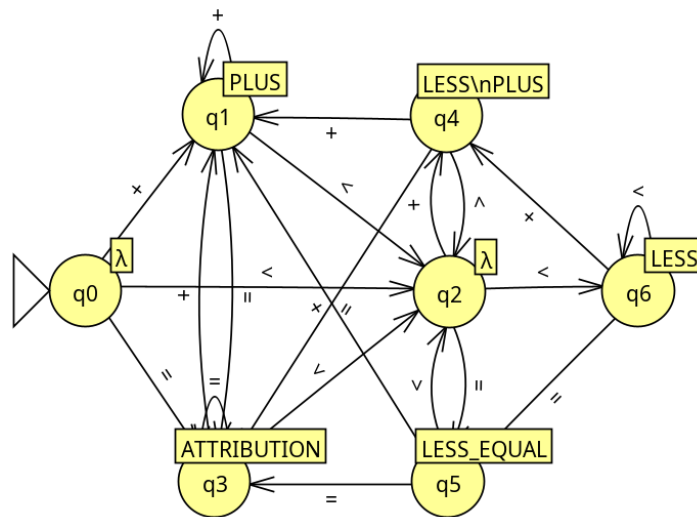 +
PLUS
LESS\nPLUS
q1
q4
+
+
<
+
<
+
<
λ
λ
LESS
q0
<
q2
<
q6
+
=
+
=
=
=
<
<
=
=
ATTRIBUTION
LESS_EQUAL
q3
=
q5